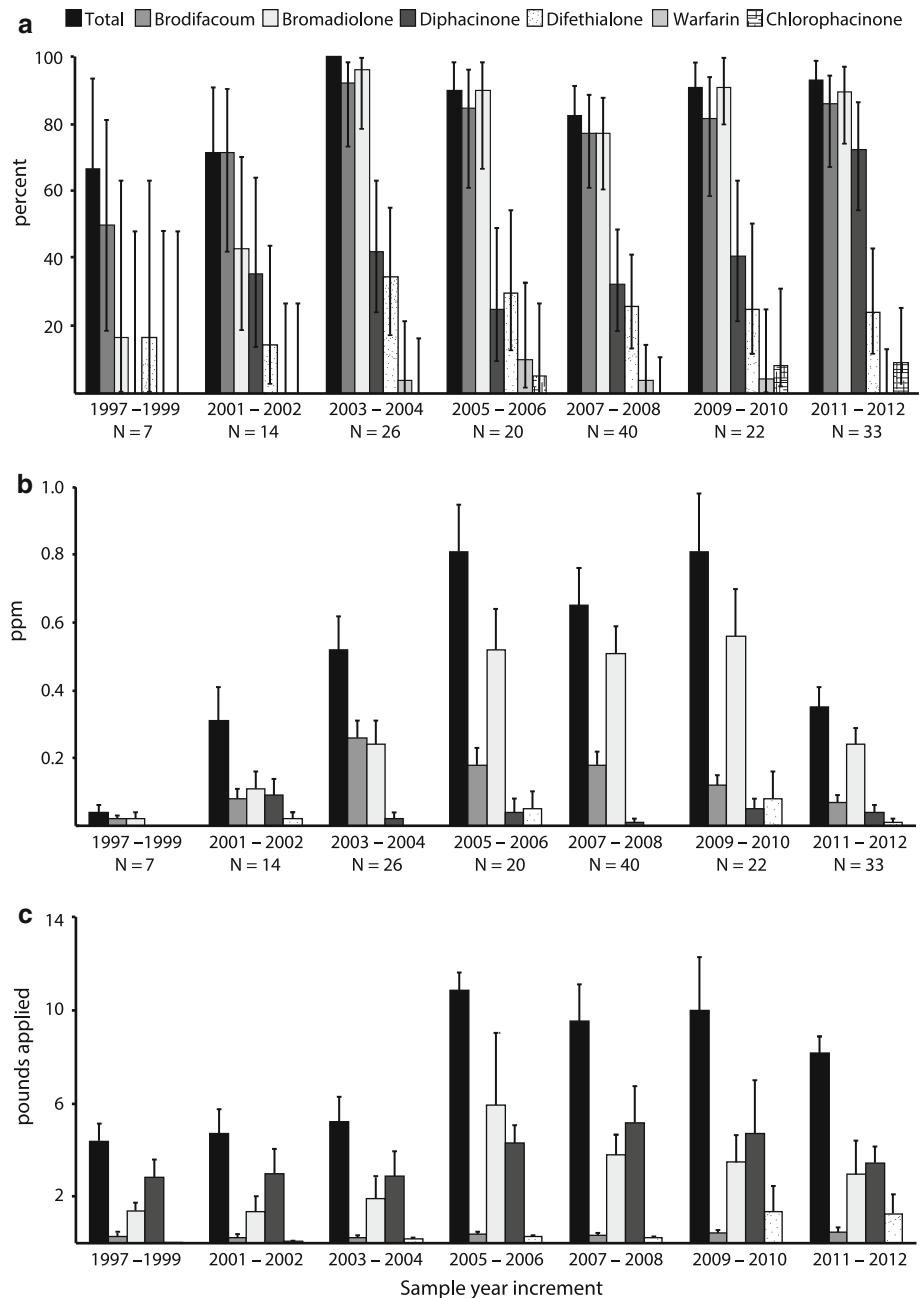 Total Brodifacoum Bromadiolone Diphacinone Difethialone Warfarin Chlorophacinone
a
100
80
60
40
20
percent
1997–1999 2001–2002 2003–2004 2005–2006 2007–2008 2009–2010 2011–2012
N = 7 N = 14 N = 26 N = 20 N = 40 N = 22 N = 33
b
1.0
0.8
0.6
0.4
0.2
ppm
1997–1999 2001–2002 2003–2004 2005–2006 2007–2008 2009–2010 2011–2012
N = 7 N = 14 N = 26 N = 20 N = 40 N = 22 N = 33
c
14
10
6
2
pounds applied
1997–1999 2001–2002 2003–2004 2005–2006 2007–2008 2009–2010 2011–2012
Sample year increment